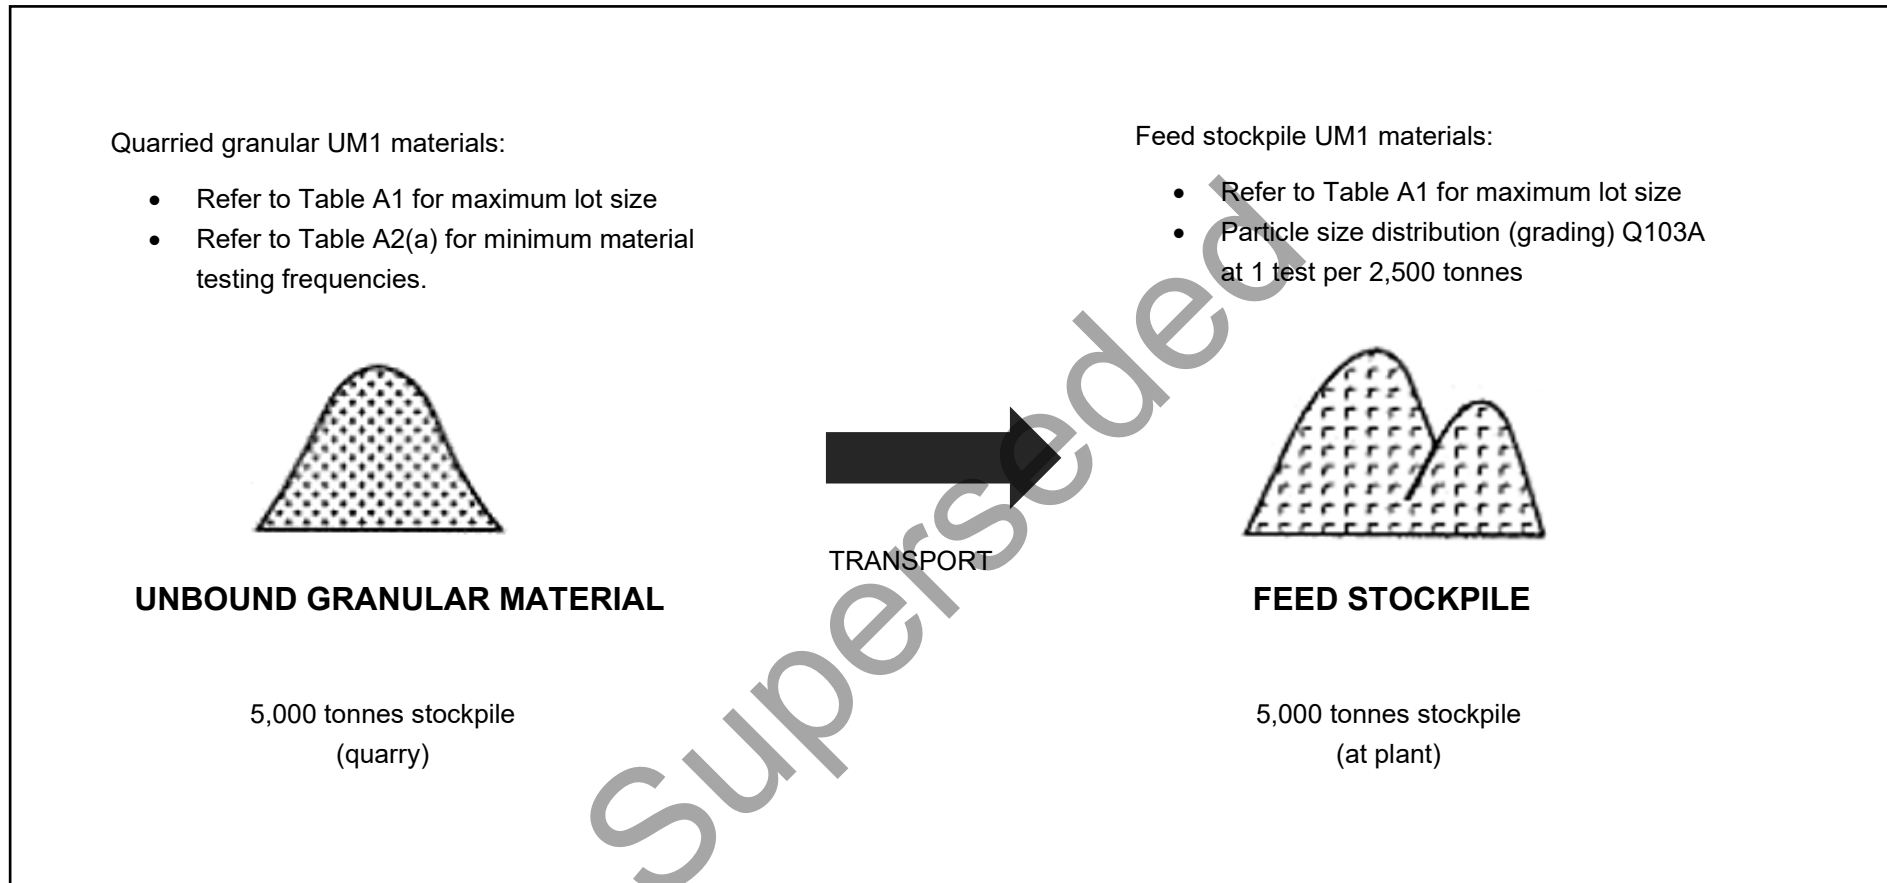 Quarried granular UM1 materials:
• Refer to Table A1 for maximum lot size
• Refer to Table A2(a) for minimum material
testing frequencies.
UNBOUND GRANULAR MATERIAL
5,000 tonnes stockpile
(quarry)
TRANSPORT
Feed stockpile UM1 materials:
• Refer to Table A1 for maximum lot size
• Particle size distribution (grading) Q103A
at 1 test per 2,500 tonnes
FEED STOCKPILE
5,000 tonnes stockpile
(at plant)
Superseded